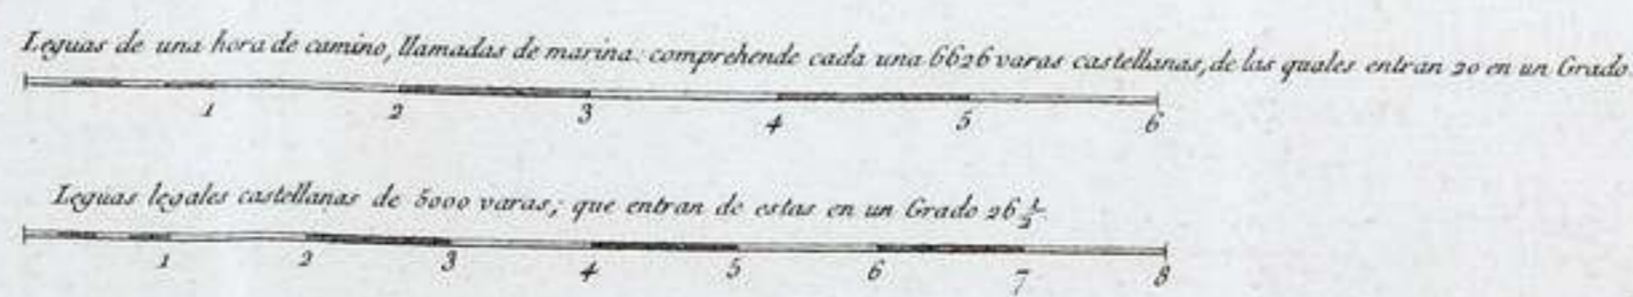 Leguas de una hora de camino, llamadas de marina: comprehende cada una 6626 varas castellanas, de las quales entran 20 en un Grado.
1 2 3 4 5 6
Leguas legales castellanas de 5000 varas; que entran de estas en un Grado 26 1/2.
1 2 3 4 5 6 7 8